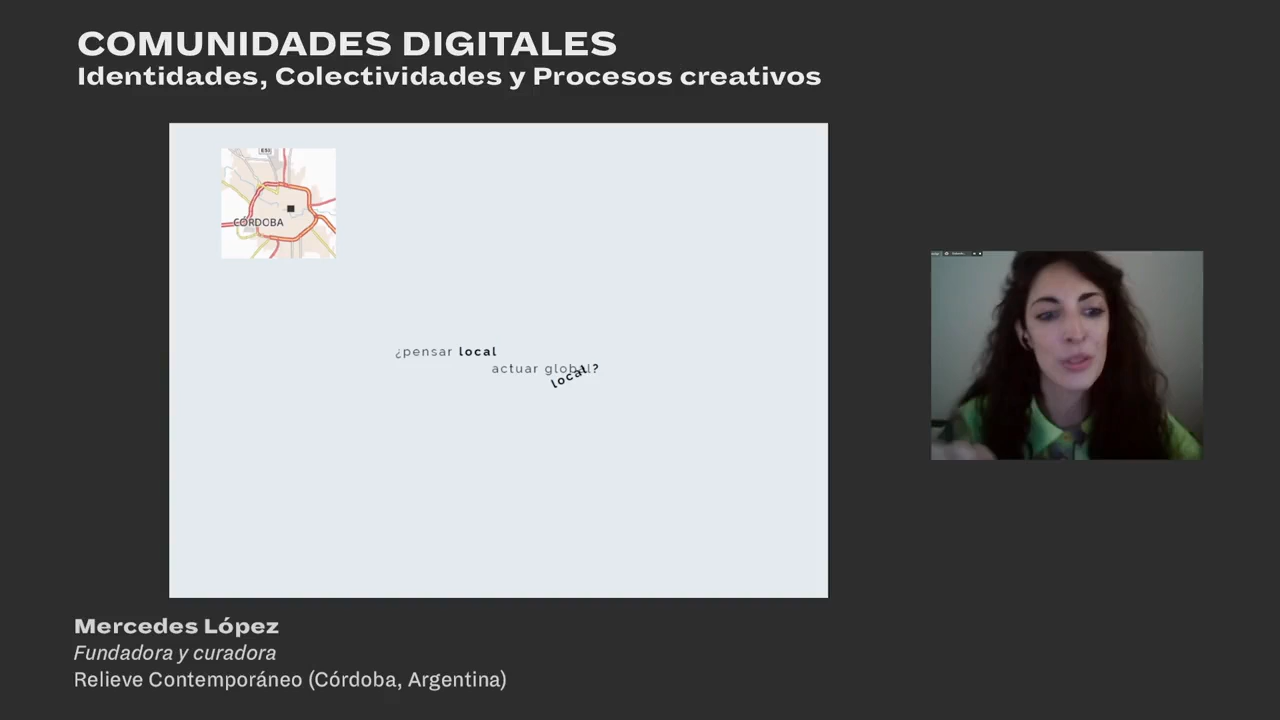 COMUNIDADES DIGITALES
Identidades, Colectividades y Procesos creativos
CÓRDOBA
¿pensar local
actuar global?
local
Mercedes López
Fundadora y curadora
Relieve Contemporáneo (Córdoba, Argentina)